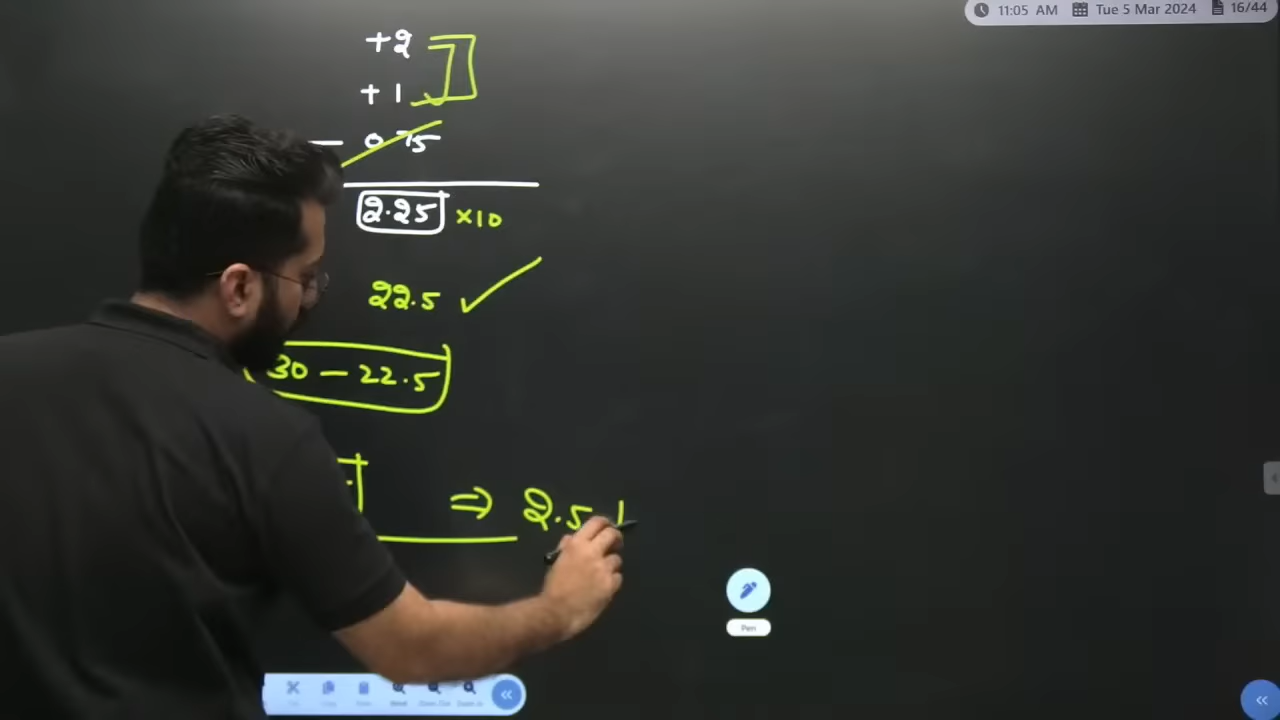 11:05 AM Tue 5 Mar 2024 16/44
+2
+1
— 0.75
2.25 ×10
22.5
30 — 22.5
⇒ 2.5
Pen